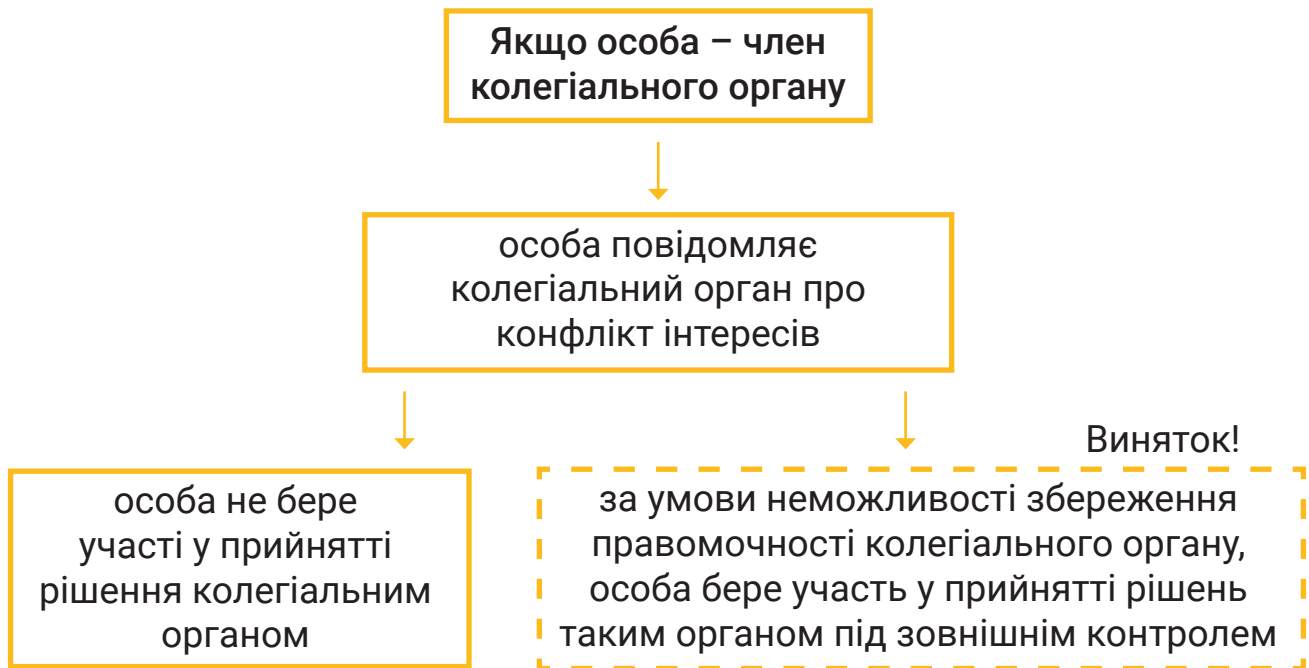 Якщо особа – член
колегіального органу
особа повідомляє
колегіальний орган про
конфлікт інтересів
особа не бере
участі у прийнятті
рішення колегіальним
органом
Виняток!
за умови неможливості збереження
правомочності колегіального органу,
особа бере участь у прийнятті рішень
таким органом під зовнішнім контролем